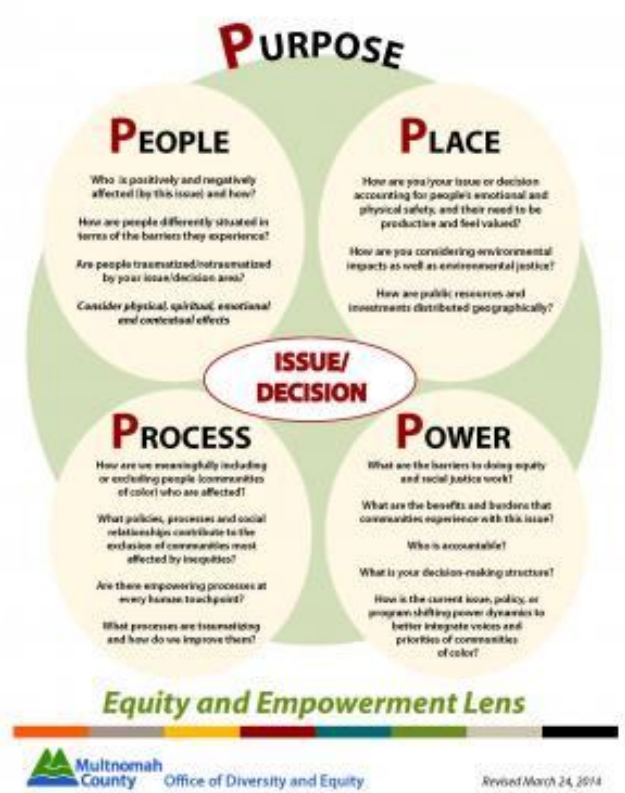 PURPOSE
PEOPLE
Who is positively and negatively
affected (by this issue) and how?
How are people differently situated in
terms of the barriers they experience?
Are people traumatized/retraumatized
by your issue/decision area?
Consider physical, spiritual, emotional
and contextual effects
PLACE
How are you/your issue or decision
accounting for people's emotional and
physical safety, and their need to be
productive and feel valued?
How are you considering environmental
impacts as well as environmental justice?
How are public resources and
investments distributed geographically?
ISSUE/
DECISION
PROCESS
How are we meaningfully including
or excluding people (communities
of color) who are affected?
What policies, processes and social
relationships contribute to the
exclusion of communities most
affected by inequities?
Are there empowering processes at
every human touchpoint?
What processes are traumatizing
and how do we improve them?
POWER
What are the barriers to doing equity
and racial justice work?
What are the benefits and burdens that
communities experience with this issue?
Who is accountable?
What is your decision-making structure?
How is the current issue, policy, or
program shifting power dynamics to
better integrate voices and
priorities of communities
of color?
Equity and Empowerment Lens
Multnomah
County
Office of Diversity and Equity
Revised March 24, 2014